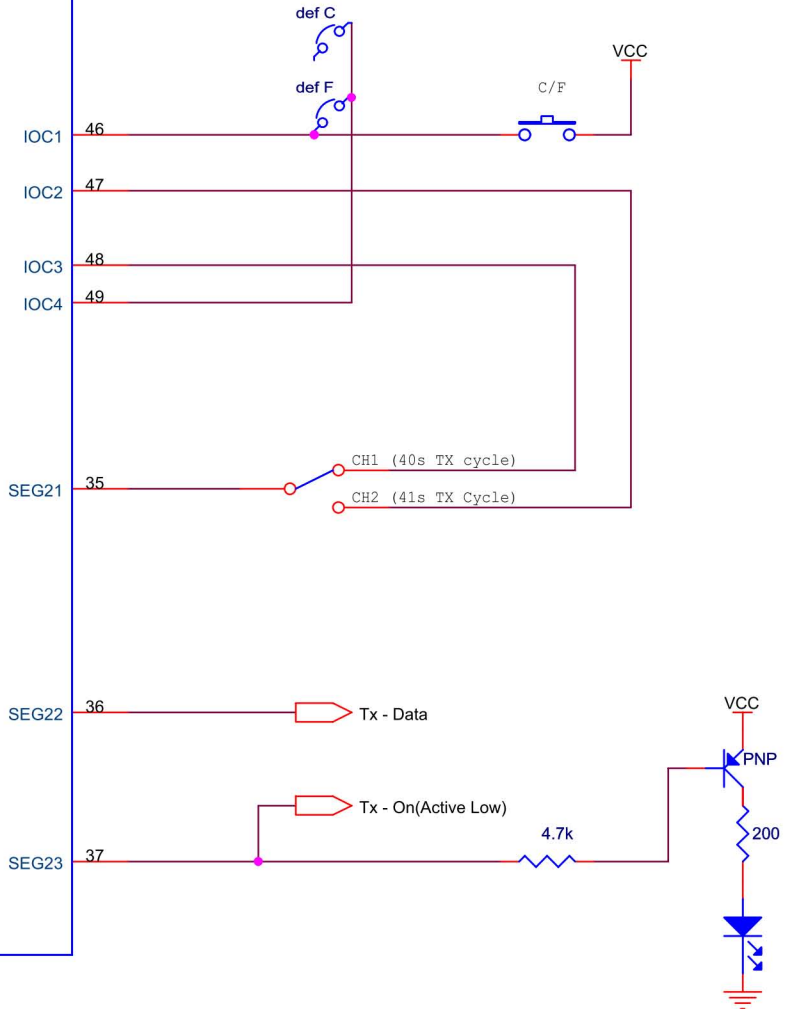 def C
VCC
def F
C/F
IOC1
46
IOC2
47
IOC3
48
IOC4
49
CH1 (40s TX cycle)
SEG21
35
CH2 (41s TX Cycle)
SEG22
36
Tx - Data
VCC
PNP
Tx - On(Active Low)
4.7k
200
SEG23
37